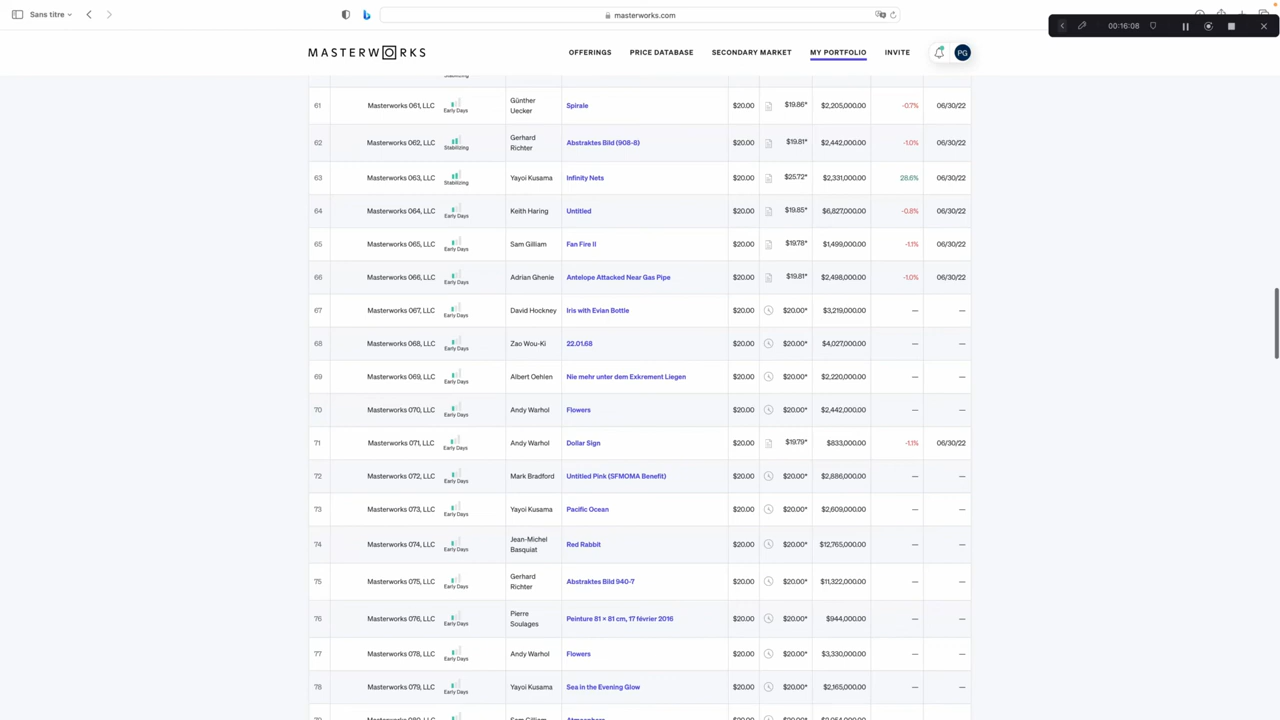 Sans titre
masterworks.com
00:16:08
MASTERWORKS
OFFERINGS PRICE DATABASE SECONDARY MARKET MY PORTFOLIO INVITE PG
61 Masterworks 061, LLC Early Days Günther Uecker Spirale $20.00 $19.86* $2,205,000.00 -0.7% 06/30/22
62 Masterworks 062, LLC Stabilizing Gerhard Richter Abstraktes Bild (908-8) $20.00 $19.81* $2,442,000.00 -1.0% 06/30/22
63 Masterworks 063, LLC Stabilizing Yayoi Kusama Infinity Nets $20.00 $25.72* $2,331,000.00 28.6% 06/30/22
64 Masterworks 064, LLC Early Days Keith Haring Untitled $20.00 $19.85* $6,827,000.00 -0.8% 06/30/22
65 Masterworks 065, LLC Early Days Sam Gilliam Fan Fire II $20.00 $19.78* $1,499,000.00 -1.1% 06/30/22
66 Masterworks 066, LLC Early Days Adrian Ghenie Antelope Attacked Near Gas Pipe $20.00 $19.81* $2,498,000.00 -1.0% 06/30/22
67 Masterworks 067, LLC Early Days David Hockney Iris with Evian Bottle $20.00 $20.00* $3,219,000.00 — —
68 Masterworks 068, LLC Early Days Zao Wou-Ki 22.01.68 $20.00 $20.00* $4,027,000.00 — —
69 Masterworks 069, LLC Early Days Albert Oehlen Nie mehr unter dem Exkrement Liegen $20.00 $20.00* $2,220,000.00 — —
70 Masterworks 070, LLC Early Days Andy Warhol Flowers $20.00 $20.00* $2,442,000.00 — —
71 Masterworks 071, LLC Early Days Andy Warhol Dollar Sign $20.00 $19.79* $833,000.00 -1.1% 06/30/22
72 Masterworks 072, LLC Early Days Mark Bradford Untitled Pink (SFMOMA Benefit) $20.00 $20.00* $2,886,000.00 — —
73 Masterworks 073, LLC Early Days Yayoi Kusama Pacific Ocean $20.00 $20.00* $2,609,000.00 — —
74 Masterworks 074, LLC Early Days Jean-Michel Basquiat Red Rabbit $20.00 $20.00* $12,765,000.00 — —
75 Masterworks 075, LLC Early Days Gerhard Richter Abstraktes Bild 940-7 $20.00 $20.00* $11,322,000.00 — —
76 Masterworks 076, LLC Early Days Pierre Soulages Peinture 81 × 81 cm, 17 février 2016 $20.00 $20.00* $944,000.00 — —
77 Masterworks 078, LLC Early Days Andy Warhol Flowers $20.00 $20.00* $3,330,000.00 — —
78 Masterworks 079, LLC Early Days Yayoi Kusama Sea in the Evening Glow $20.00 $20.00* $2,165,000.00 — —